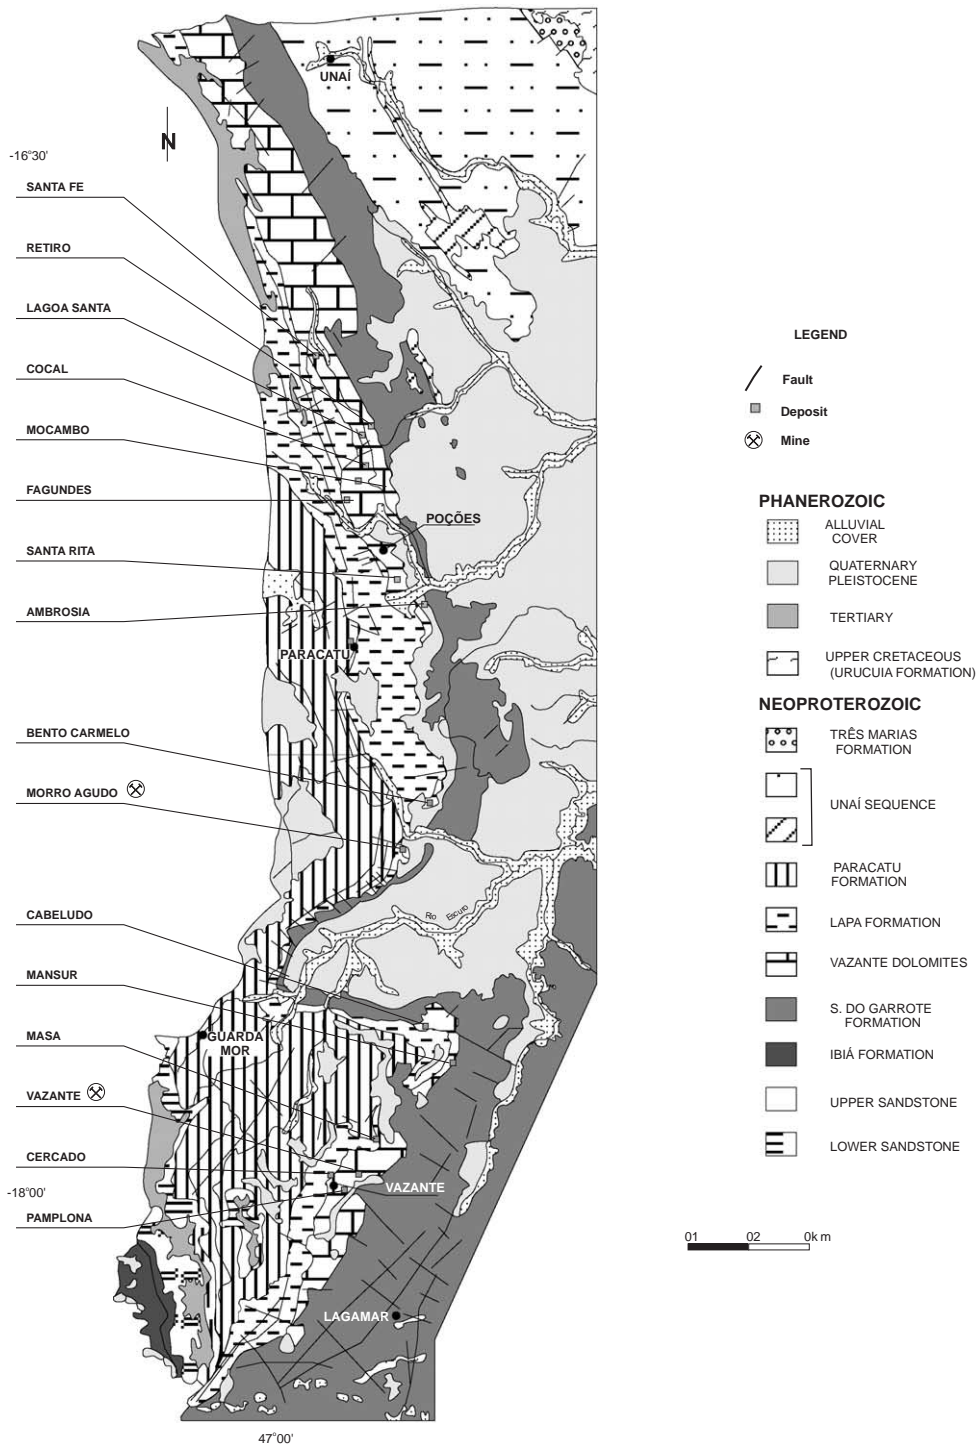 UNAÍ
N
-16°30'
SANTA FE
RETIRO
LAGOA SANTA
COCAL
MOCAMBO
FAGUNDES
POÇÕES
SANTA RITA
AMBROSIA
PARACATU
BENTO CARMELO
MORRO AGUDO
CABELUDO
Rio Escuro
MANSUR
MASA
GUARDA
MOR
VAZANTE
CERCADO
VAZANTE
-18°00'
PAMPLONA
LAGAMAR
47°00'
LEGEND
Fault
Deposit
Mine
PHANEROZOIC
ALLUVIAL
COVER
QUATERNARY
PLEISTOCENE
TERTIARY
UPPER CRETACEOUS
(URUCUIA FORMATION)
NEOPROTEROZOIC
TRÊS MARIAS
FORMATION
UNAÍ SEQUENCE
PARACATU
FORMATION
LAPA FORMATION
VAZANTE DOLOMITES
S. DO GARROTE
FORMATION
IBIÁ FORMATION
UPPER SANDSTONE
LOWER SANDSTONE
01 02 0k m